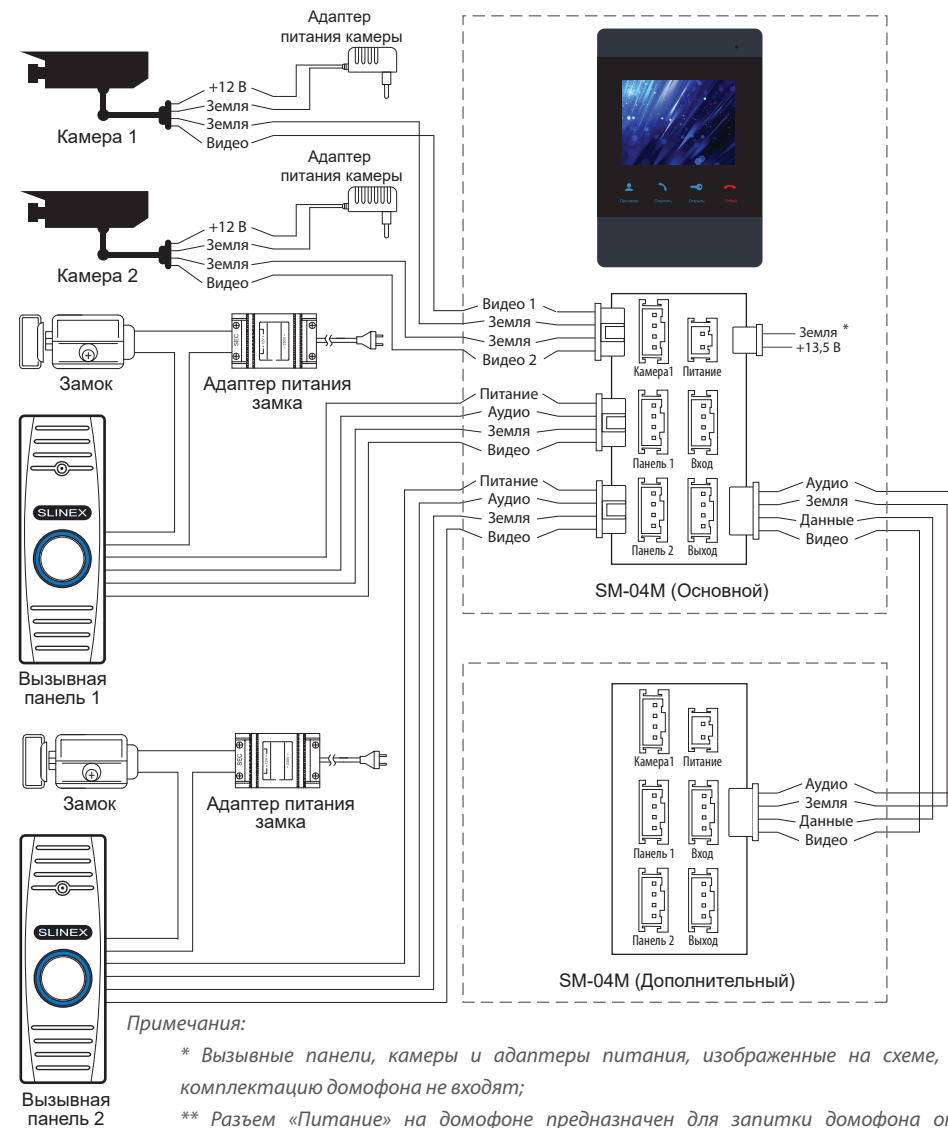 Адаптер
питания камеры
+12 В
Земля
Земля
Видео
Камера 1
Адаптер
питания камеры
+12 В
Земля
Земля
Видео
Камера 2
Замок
SEC
Адаптер питания
замка
SLINEX
Вызывная
панель 1
Замок
SEC
Адаптер питания
замка
SLINEX
Вызывная
панель 2
Видео 1
Земля
Земля
Видео 2
Питание
Аудио
Земля
Видео
Питание
Аудио
Земля
Видео
Камера1 Питание
Панель 1 Вход
Панель 2 Выход
Земля *
+13,5 В
Аудио
Земля
Данные
Видео
SM-04M (Основной)
Камера1 Питание
Панель 1 Вход
Панель 2 Выход
Аудио
Земля
Данные
Видео
SM-04M (Дополнительный)
Примечания:
* Вызывные панели, камеры и адаптеры питания, изображенные на схеме,
комплектацию домофона не входят;
** Разъем «Питание» на домофоне предназначен для запитки домофона